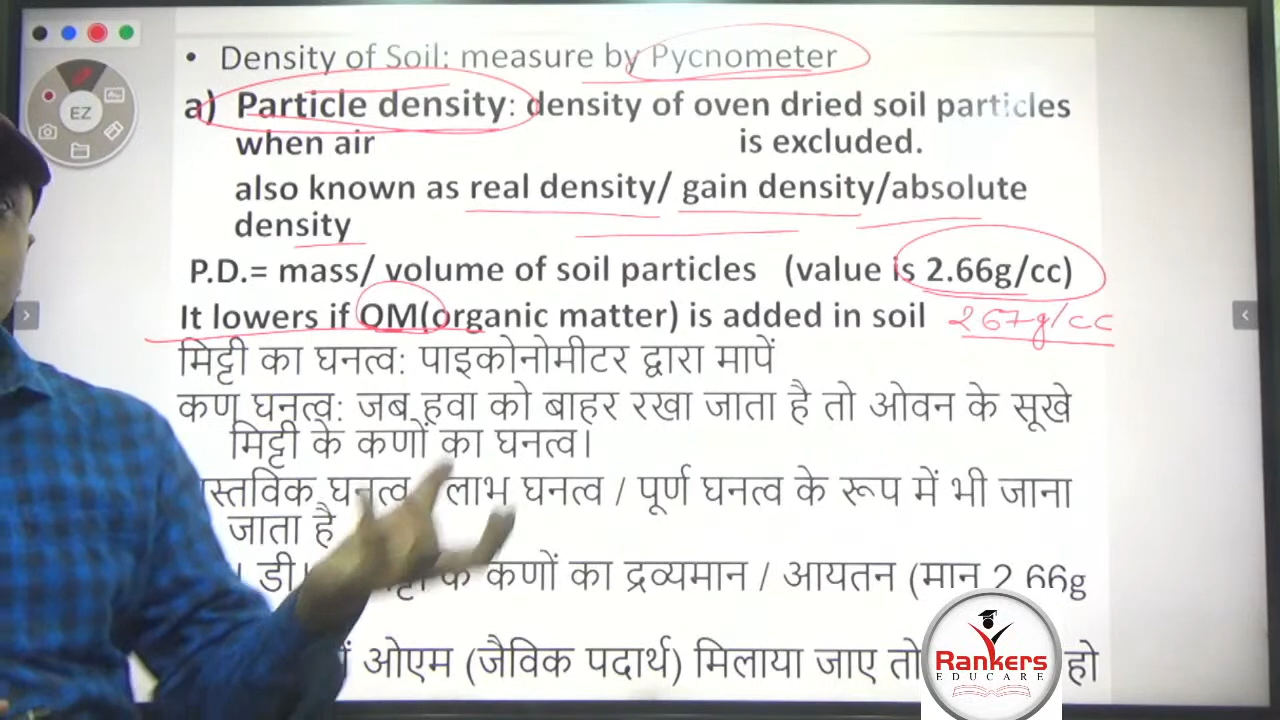 EZ
• Density of Soil: measure by Pycnometer
a) Particle density: density of oven dried soil particles
when air is excluded.
also known as real density/ gain density/absolute
density
P.D.= mass/ volume of soil particles (value is 2.66g/cc)
It lowers if OM(organic matter) is added in soil 267g/cc
मिट्टी का घनत्व: पाइकोनोमीटर द्वारा मापें
कण घनत्व: जब हवा को बाहर रखा जाता है तो ओवन के सूखे
मिट्टी के कणों का घनत्व।
स्तविक घनत्व लाभ घनत्व / पूर्ण घनत्व के रूप में भी जाना
जाता है
डी। के कणों का द्रव्यमान / आयतन (मान 2.66g
ओएम (जैविक पदार्थ) मिलाया जाए तो हो
Rankers
EDUCARE